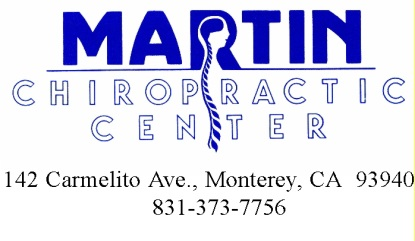 MARTIN
CHIROPRACTIC
CENTER
142 Carmelito Ave., Monterey, CA  93940
831-373-7756